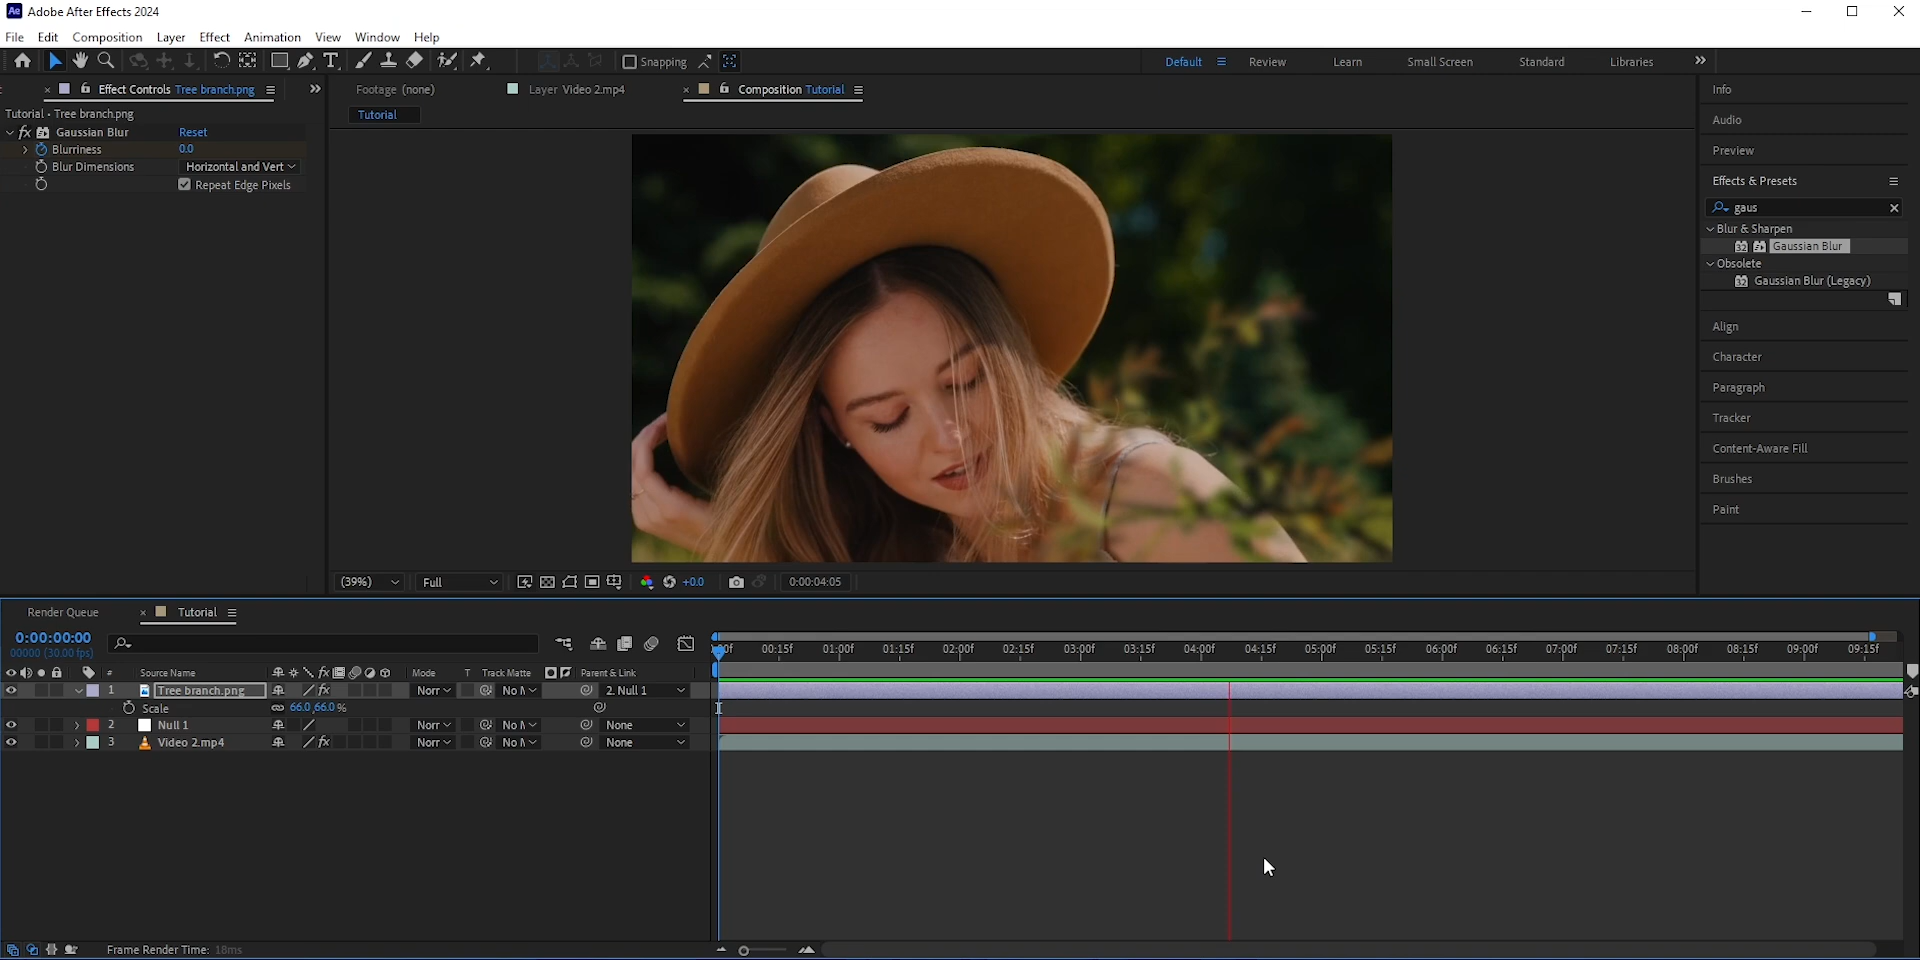 Ae Adobe After Effects 2024
File Edit Composition Layer Effect Animation View Window Help
Snapping
Default Review Learn Small Screen Standard Libraries
Effect Controls Tree branch.png
Footage (none)
Layer Video 2.mp4
Composition Tutorial
Tutorial
Tutorial • Tree branch.png
fx Gaussian Blur Reset
Blurriness 0.0
Blur Dimensions Horizontal and Vert
Repeat Edge Pixels
Info
Audio
Preview
Effects & Presets
gaus
Blur & Sharpen
32 Gaussian Blur
Obsolete
32 Gaussian Blur (Legacy)
Align
Character
Paragraph
Tracker
Content-Aware Fill
Brushes
Paint
(39%) Full +0.0 0:00:04:05
Render Queue Tutorial
0:00:00:00
00000 (30.00 fps)
00:15f 01:00f 01:15f 02:00f 02:15f 03:00f 03:15f 04:00f 04:15f 05:00f 05:15f 06:00f 06:15f 07:00f 07:15f 08:00f 08:15f 09:00f 09:15f
# Source Name fx Mode T Track Matte Parent & Link
1 Tree branch.png fx Norr No M 2. Null 1
Scale 66.0,66.0 %
2 Null 1 Norr No M None
3 Video 2.mp4 fx Norr No M None
Frame Render Time: 18ms